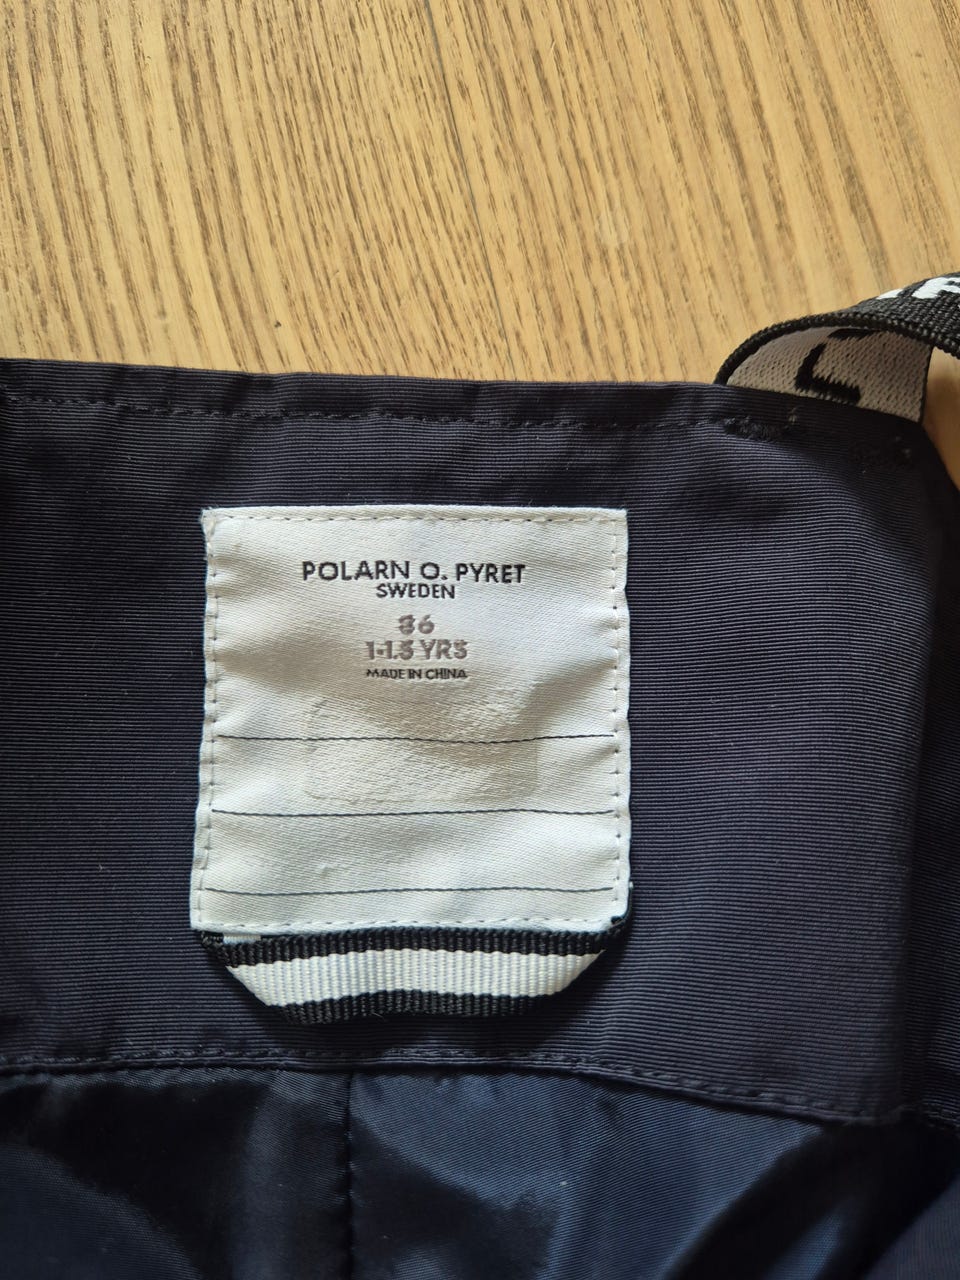 POLARN O. PYRET
SWEDEN
86
1-1.5 YRS
MADE IN CHINA